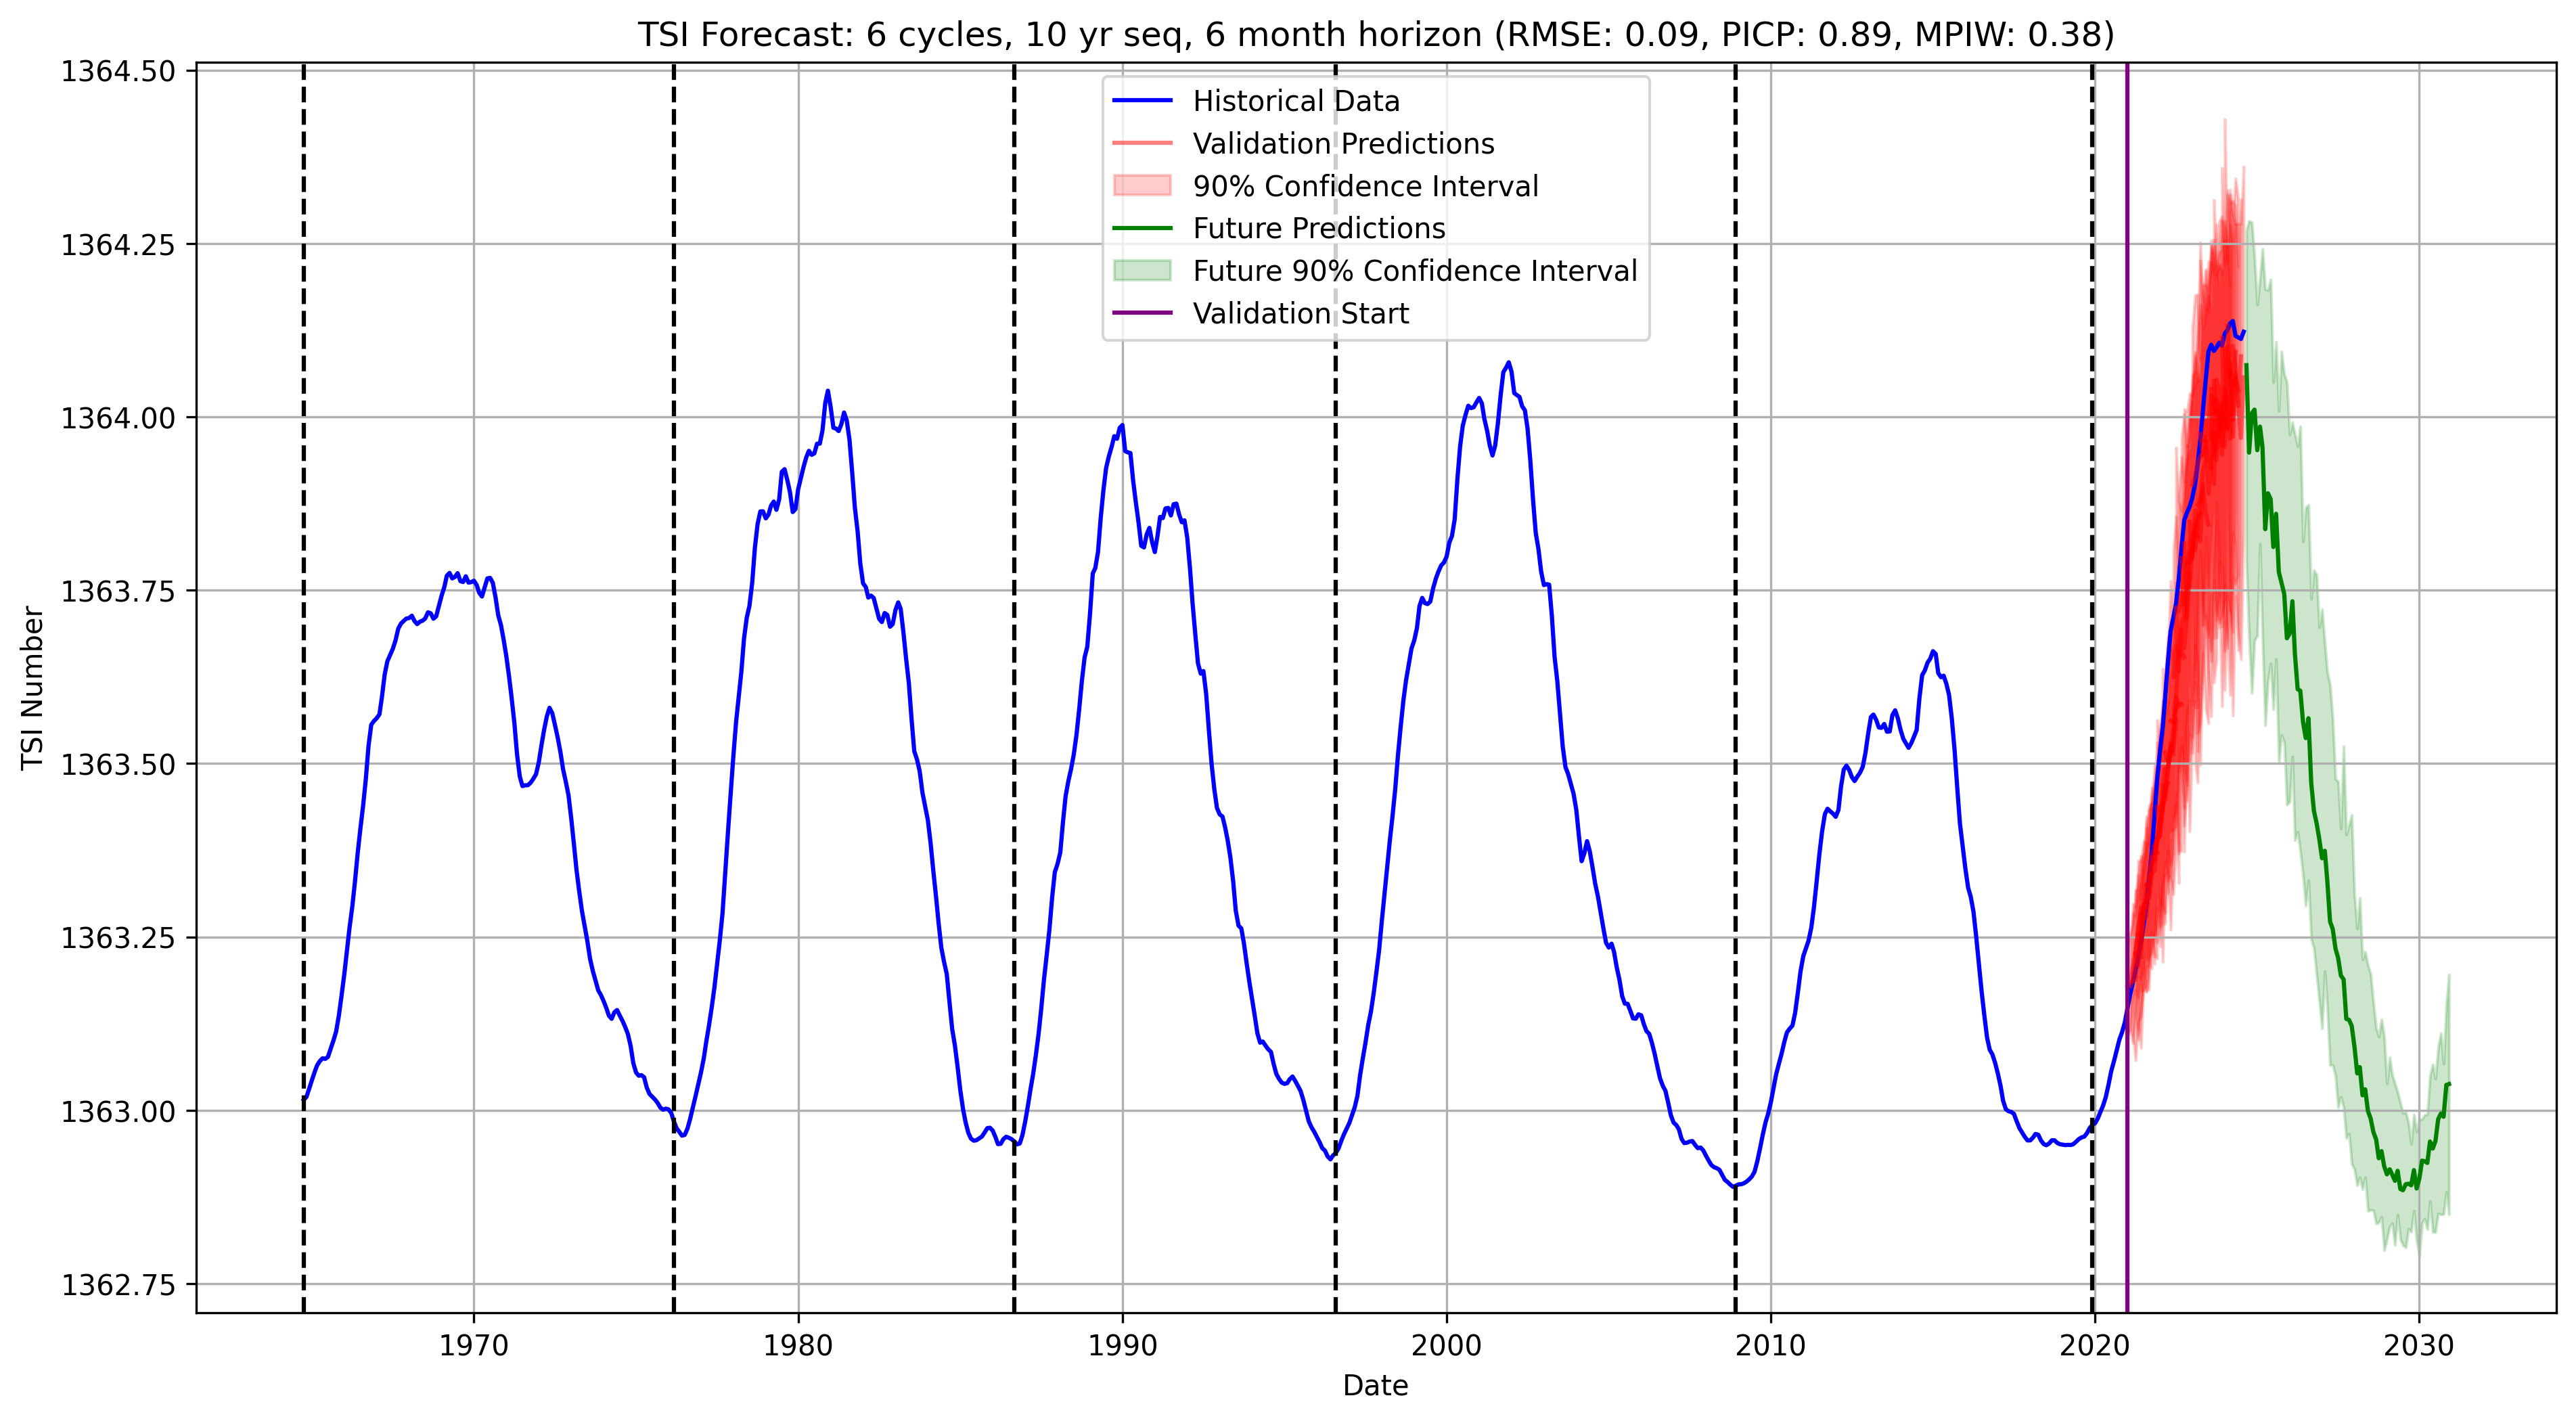 TSI Forecast: 6 cycles, 10 yr seq, 6 month horizon (RMSE: 0.09, PICP: 0.89, MPIW: 0.38)
1364.50
1364.25
1364.00
1363.75
1363.50
1363.25
1363.00
1362.75
TSI Number
Historical Data
Validation Predictions
90% Confidence Interval
Future Predictions
Future 90% Confidence Interval
Validation Start
1970 1980 1990 2000 2010 2020 2030
Date